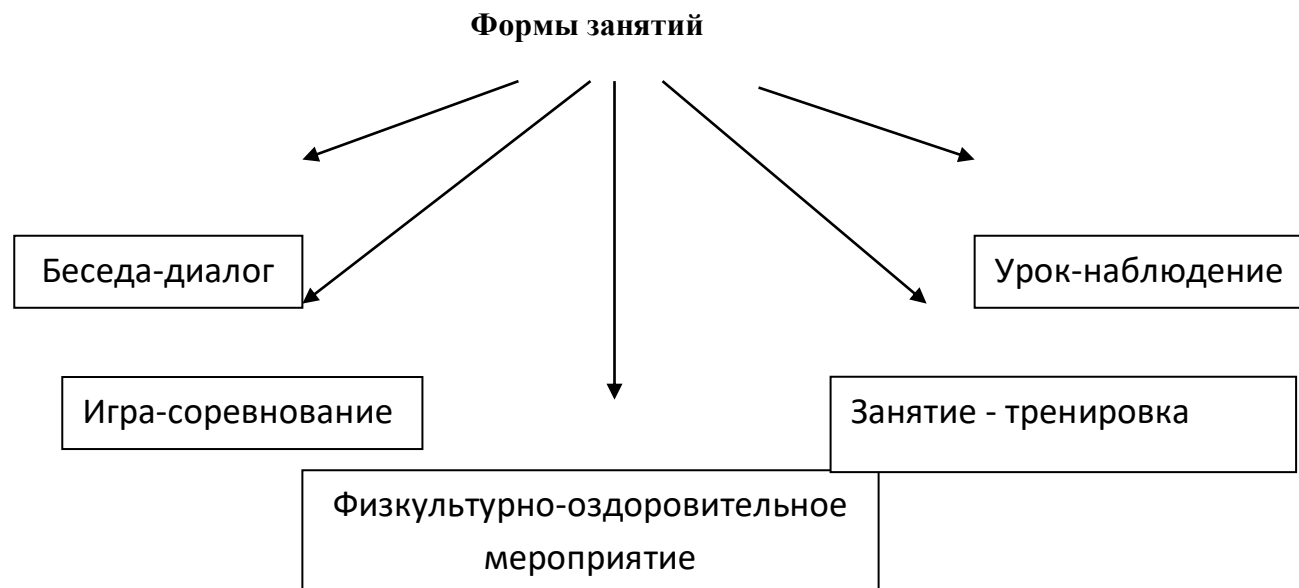 Формы занятий
Беседа-диалог
Урок-наблюдение
Игра-соревнование
Занятие - тренировка
Физкультурно-оздоровительное
мероприятие